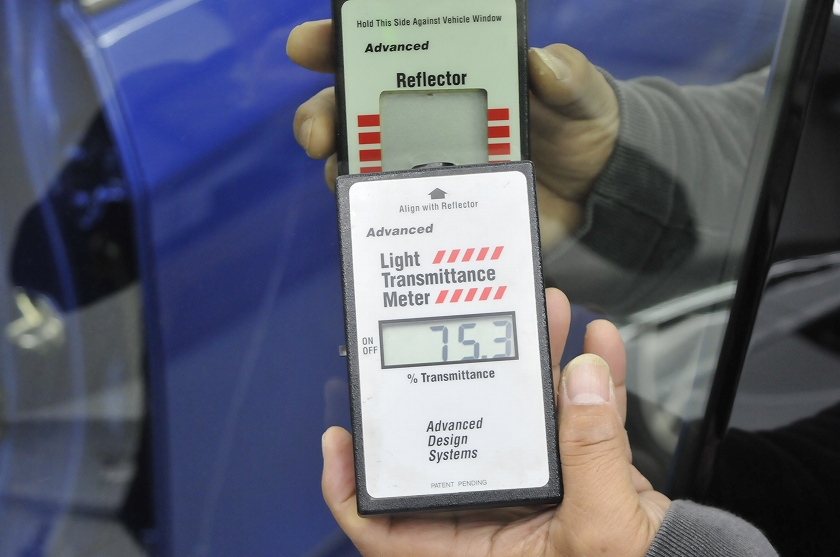 Hold This Side Against Vehicle Window
Advanced
Reflector
Align with Reflector
Advanced
Light
Transmittance
Meter
ON
OFF
75.3
% Transmittance
Advanced
Design
Systems
PATENT PENDING